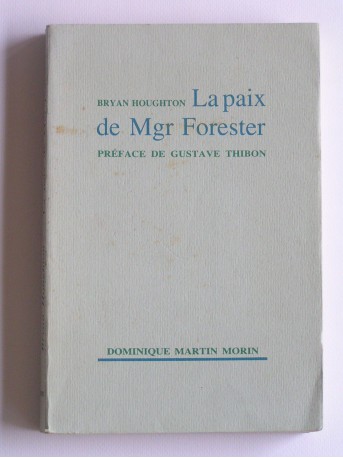 BRYAN HOUGHTON La paix
de Mgr Forester
PRÉFACE DE GUSTAVE THIBON
DOMINIQUE MARTIN MORIN